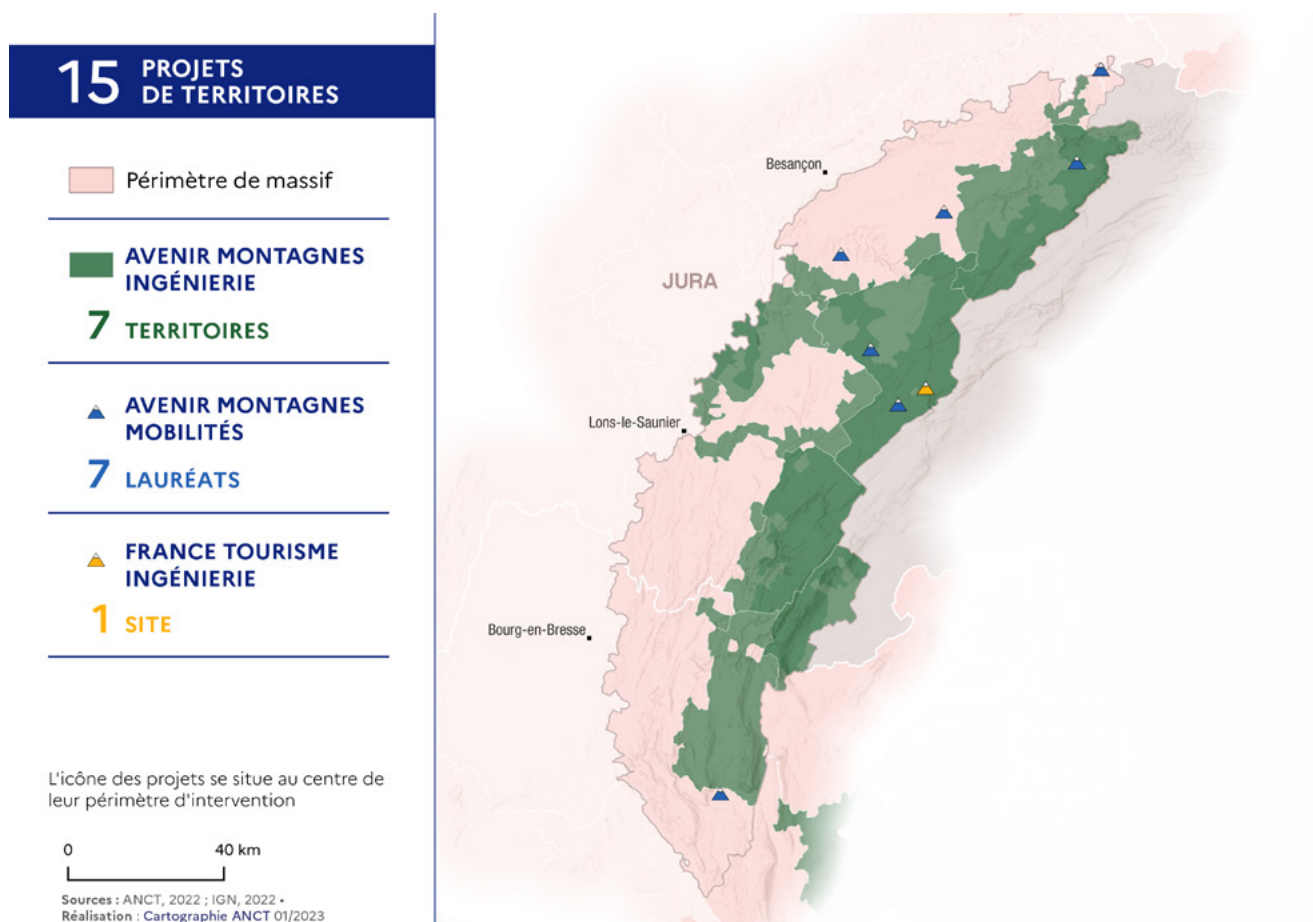 15 PROJETS
DE TERRITOIRES
Périmètre de massif
AVENIR MONTAGNES
INGÉNIERIE
7 TERRITOIRES
AVENIR MONTAGNES
MOBILITÉS
7 LAURÉATS
FRANCE TOURISME
INGÉNIERIE
1 SITE
L'icône des projets se situe au centre de
leur périmètre d'intervention
0 40 km
Sources : ANCT, 2022 ; IGN, 2022 •
Réalisation : Cartographie ANCT 01/2023
Besançon
JURA
Lons-le-Saunier
Bourg-en-Bresse